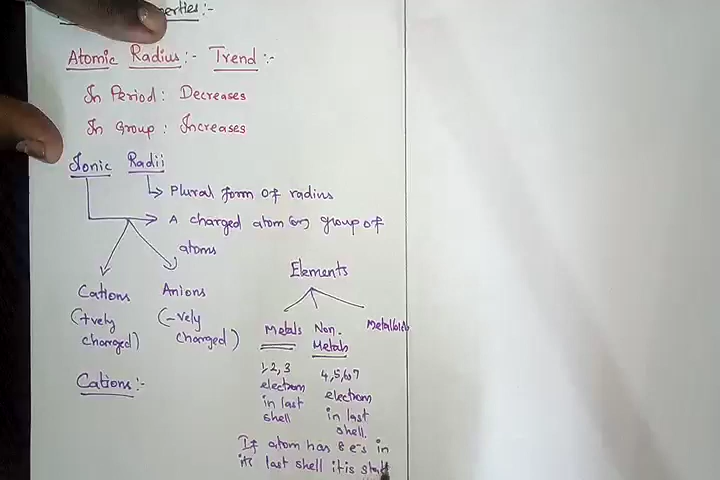 Atomic Radius:- Trend :-
In Period: Decreases
In Group: Increases
Ionic Radii
Plural form of radius
A charged atom (or) group of
atoms
Elements
Cations Anions
(+vely (-vely
charged) charged)
Metals Non- Metalloids
Metals
1,2,3 4,5,6,7
electron electron
in last in last
shell shell.
Cations:-
If atom has 8 e-s in
it's last shell it is